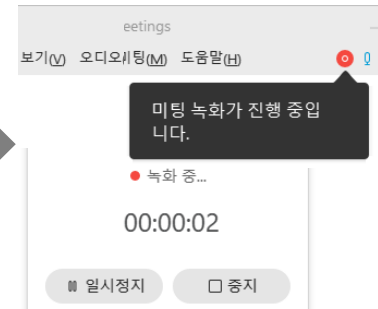 eetings
보기(V) 오디오/팅(M) 도움말(H)
미팅 녹화가 진행 중입
니다.
녹화 중...
00:00:02
일시정지 중지